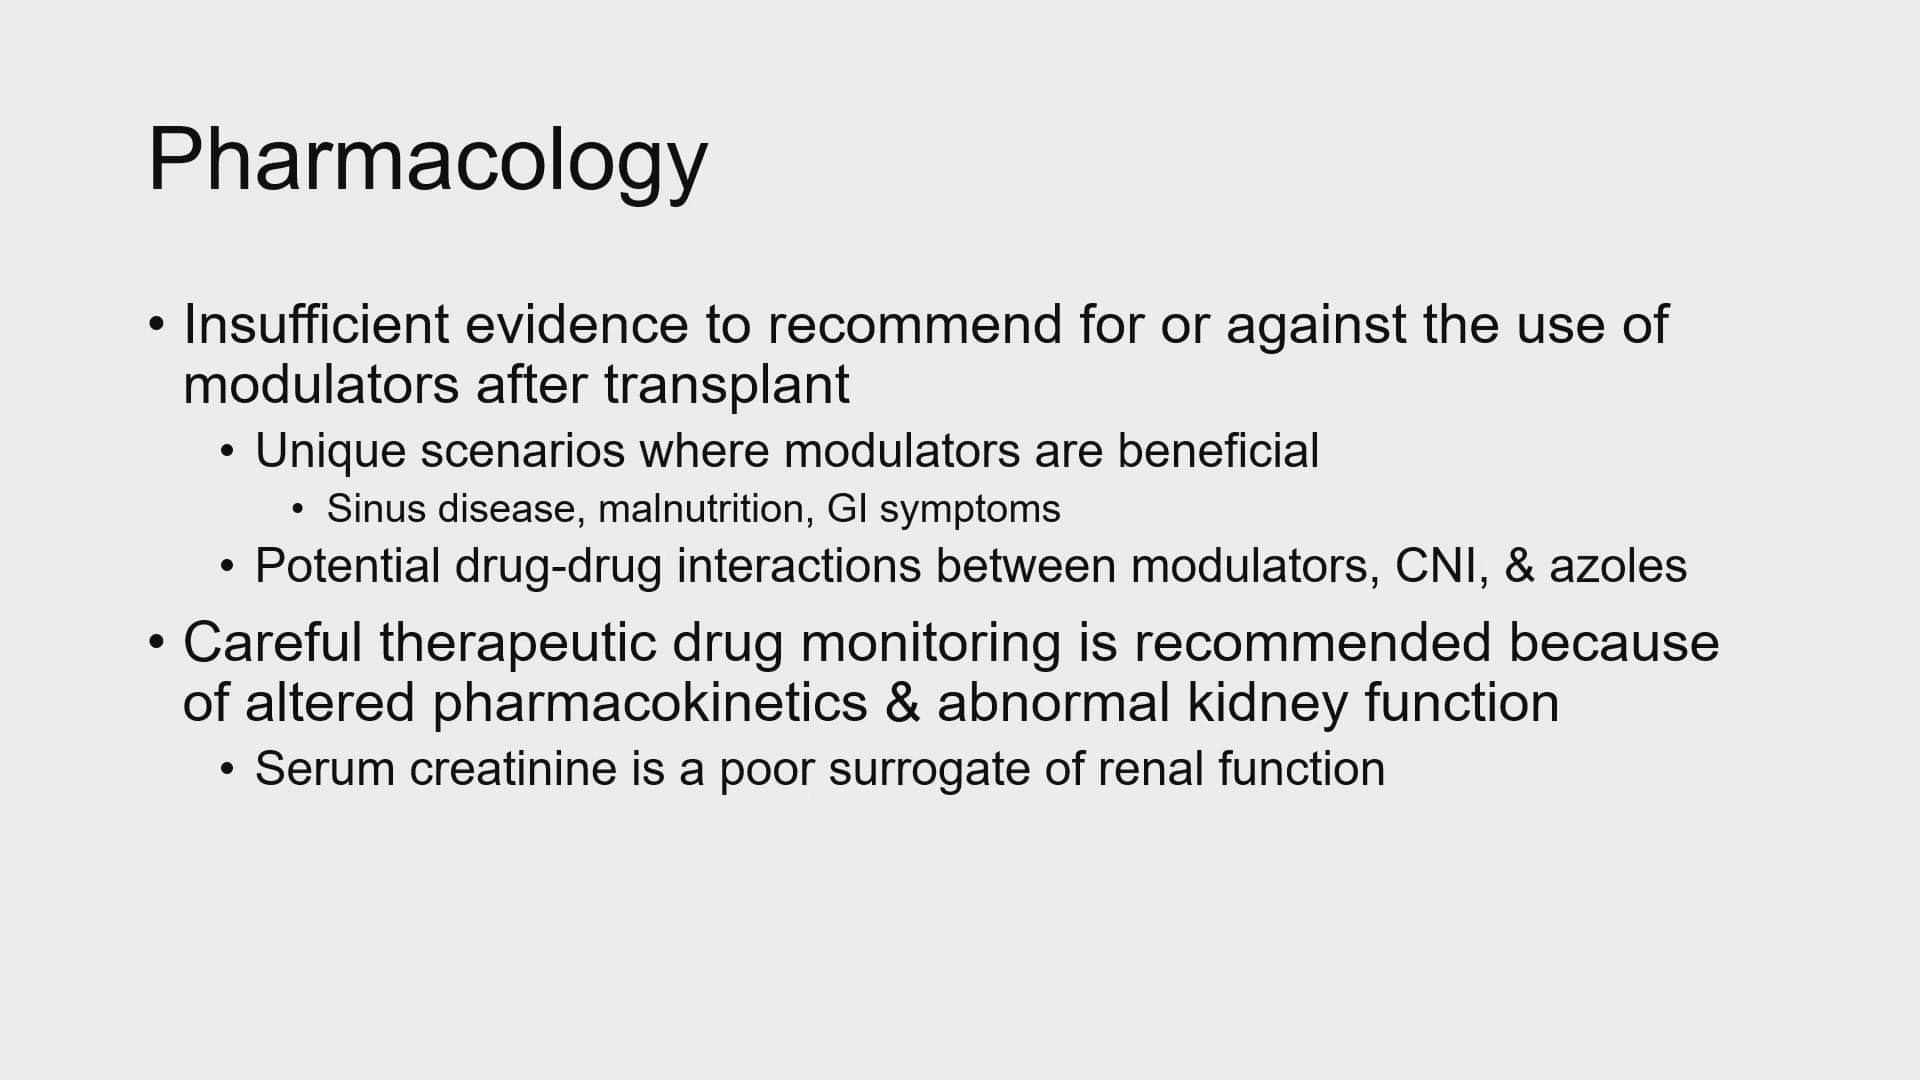 Pharmacology
• Insufficient evidence to recommend for or against the use of
modulators after transplant
• Unique scenarios where modulators are beneficial
• Sinus disease, malnutrition, GI symptoms
• Potential drug-drug interactions between modulators, CNI, & azoles
• Careful therapeutic drug monitoring is recommended because
of altered pharmacokinetics & abnormal kidney function
• Serum creatinine is a poor surrogate of renal function